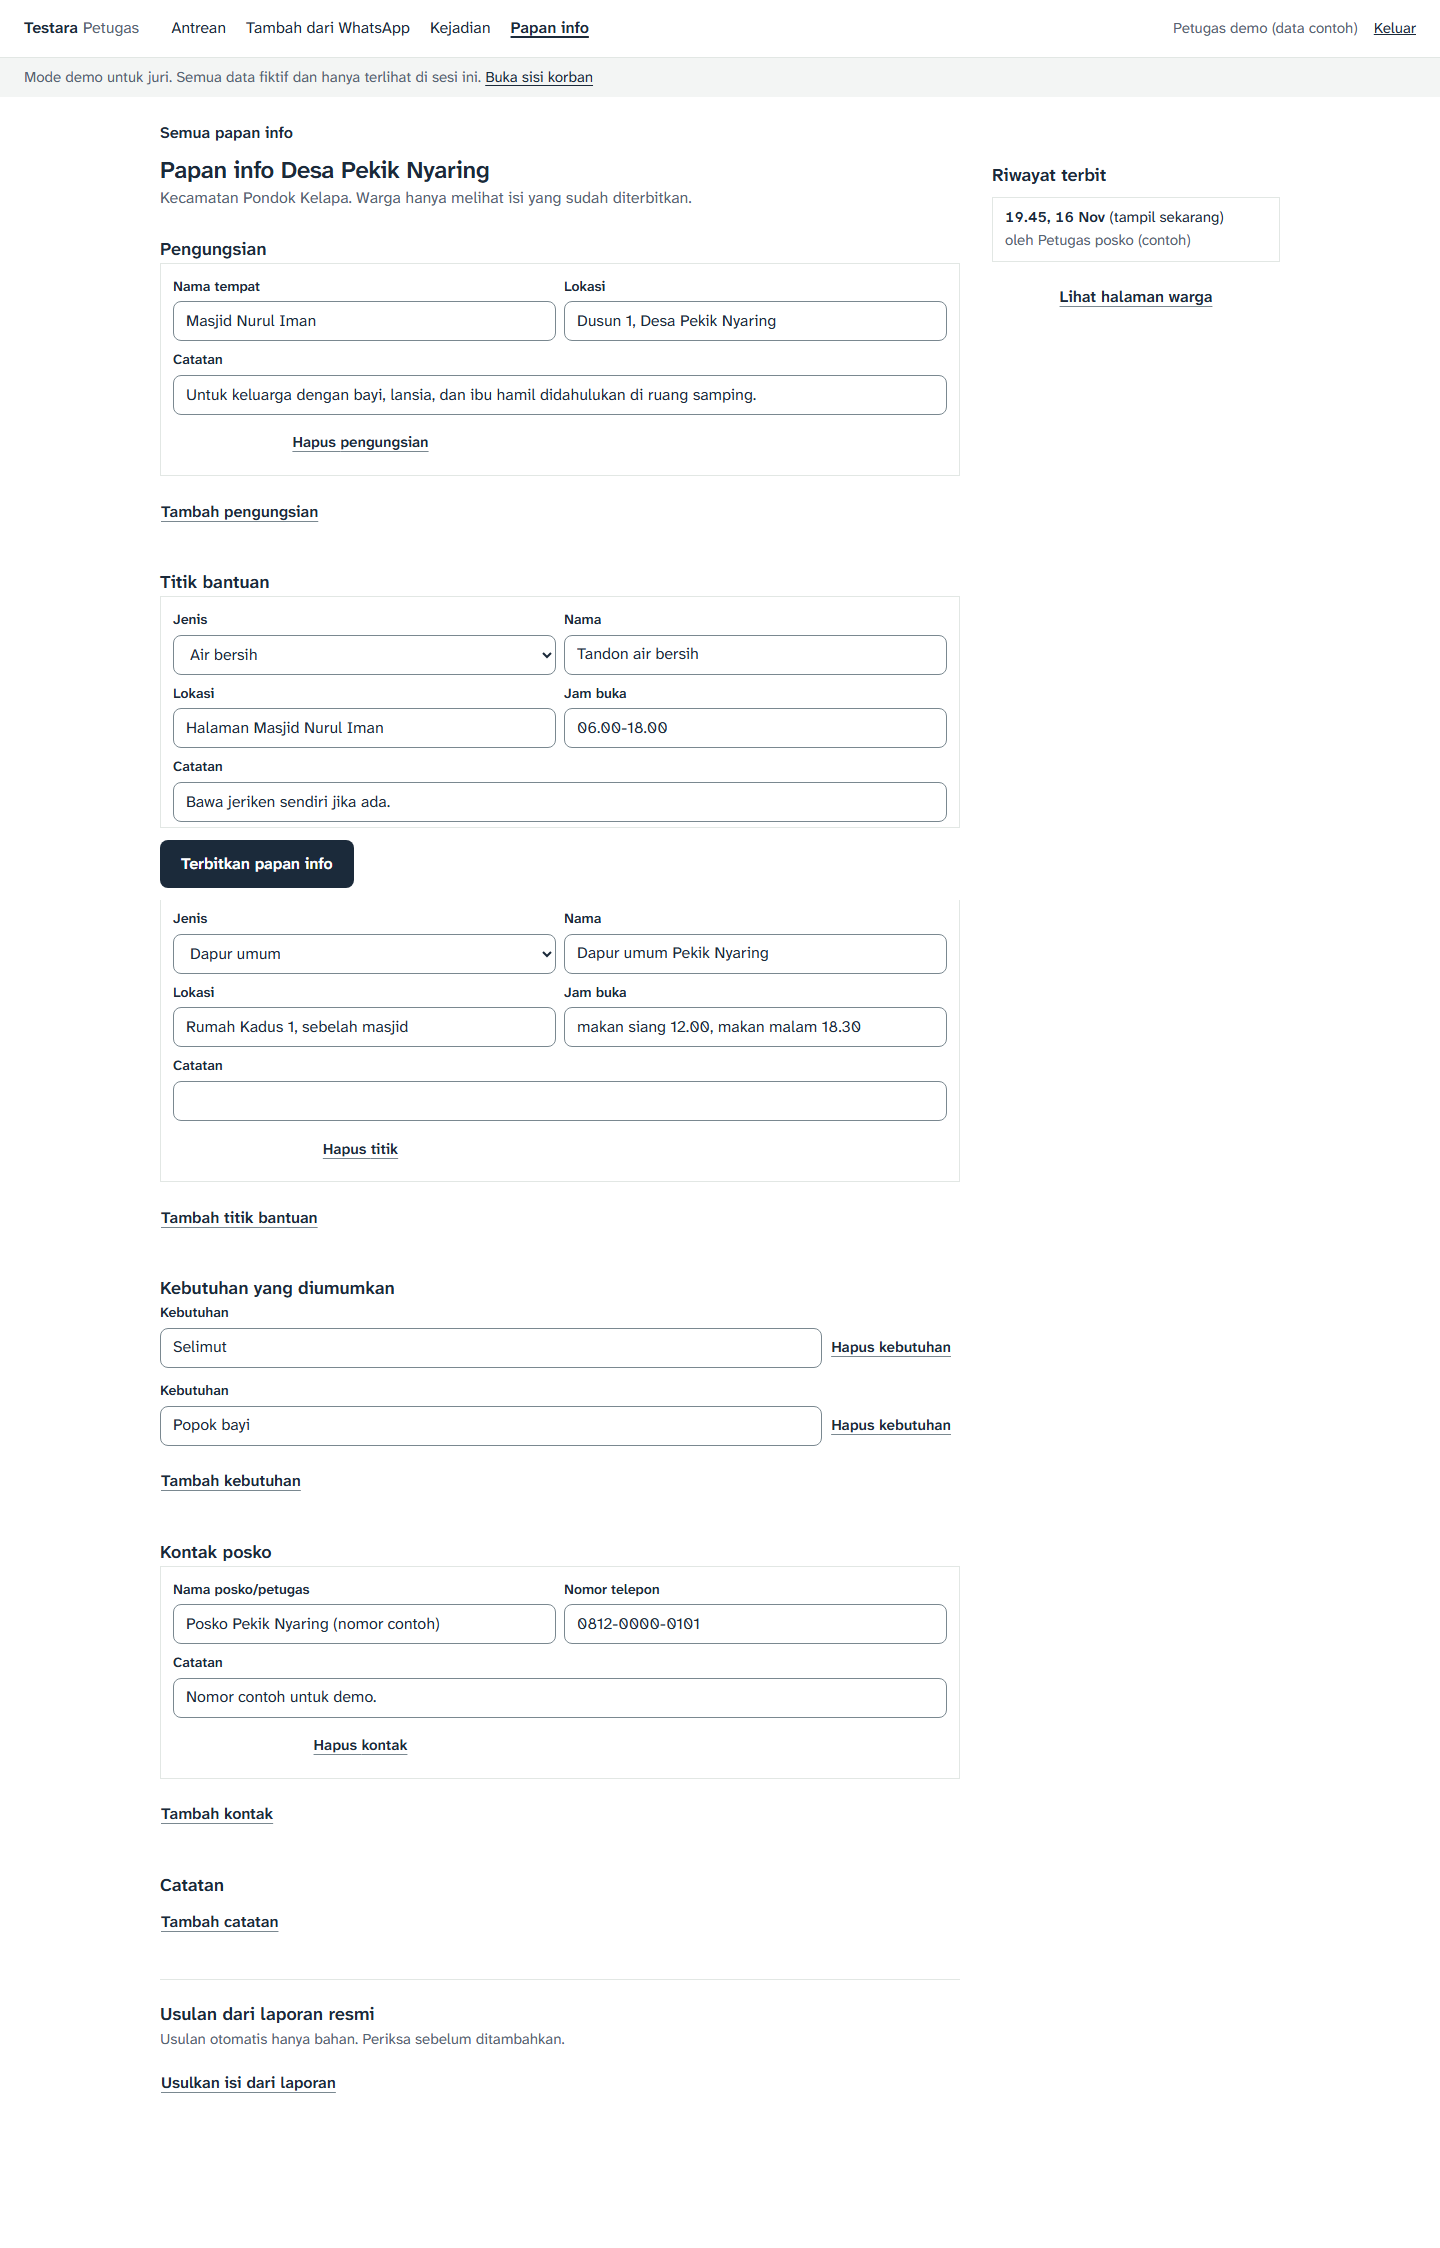 Testara Petugas Antrean Tambah dari WhatsApp Kejadian Papan info Petugas demo (data contoh) Keluar
Mode demo untuk juri. Semua data fiktif dan hanya terlihat di sesi ini. Buka sisi korban
Semua papan info
Papan info Desa Pekik Nyaring
Kecamatan Pondok Kelapa. Warga hanya melihat isi yang sudah diterbitkan.
Riwayat terbit
19.45, 16 Nov (tampil sekarang)
oleh Petugas posko (contoh)
Lihat halaman warga
Pengungsian
Nama tempat Lokasi
Masjid Nurul Iman Dusun 1, Desa Pekik Nyaring
Catatan
Untuk keluarga dengan bayi, lansia, dan ibu hamil didahulukan di ruang samping.
Hapus pengungsian
Tambah pengungsian
Titik bantuan
Jenis Nama
Air bersih Tandon air bersih
Lokasi Jam buka
Halaman Masjid Nurul Iman 06.00-18.00
Catatan
Bawa jeriken sendiri jika ada.
Terbitkan papan info
Jenis Nama
Dapur umum Dapur umum Pekik Nyaring
Lokasi Jam buka
Rumah Kadus 1, sebelah masjid makan siang 12.00, makan malam 18.30
Catatan
Hapus titik
Tambah titik bantuan
Kebutuhan yang diumumkan
Kebutuhan
Selimut Hapus kebutuhan
Kebutuhan
Popok bayi Hapus kebutuhan
Tambah kebutuhan
Kontak posko
Nama posko/petugas Nomor telepon
Posko Pekik Nyaring (nomor contoh) 0812-0000-0101
Catatan
Nomor contoh untuk demo.
Hapus kontak
Tambah kontak
Catatan
Tambah catatan
Usulan dari laporan resmi
Usulan otomatis hanya bahan. Periksa sebelum ditambahkan.
Usulkan isi dari laporan